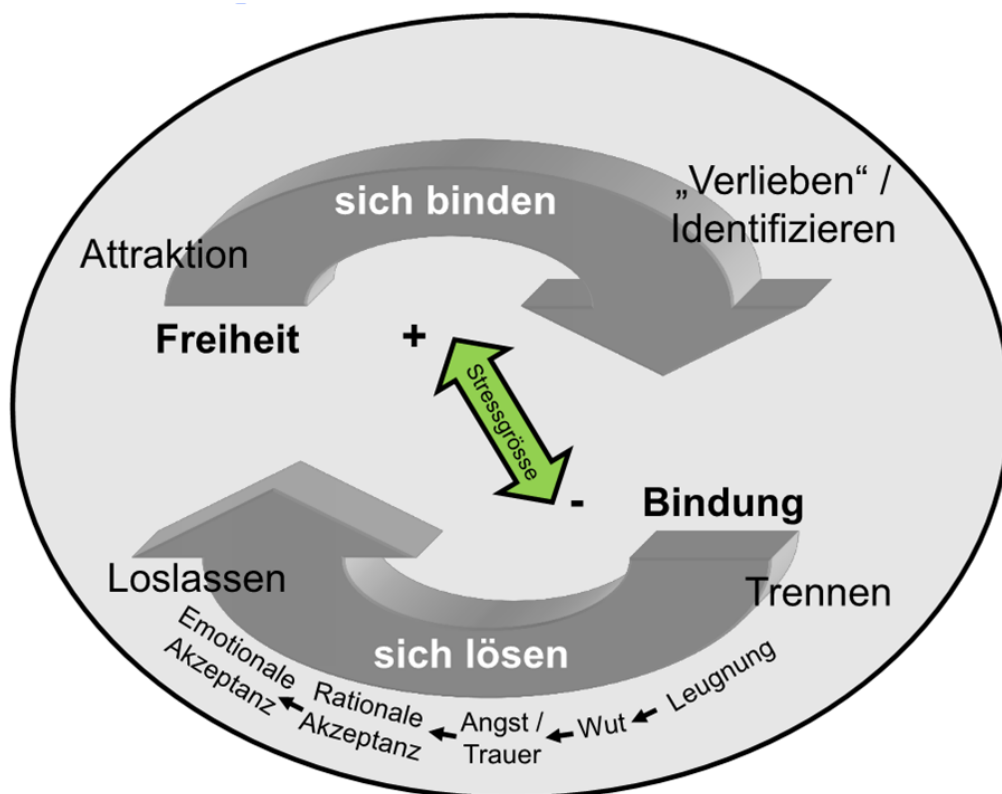 sich binden
„Verlieben“ /
Identifizieren
Attraktion
Freiheit
+
Stressgrösse
-
Bindung
Loslassen
Trennen
sich lösen
Leugnung
Wut
Angst /
Trauer
Rationale
Akzeptanz
Emotionale
Akzeptanz